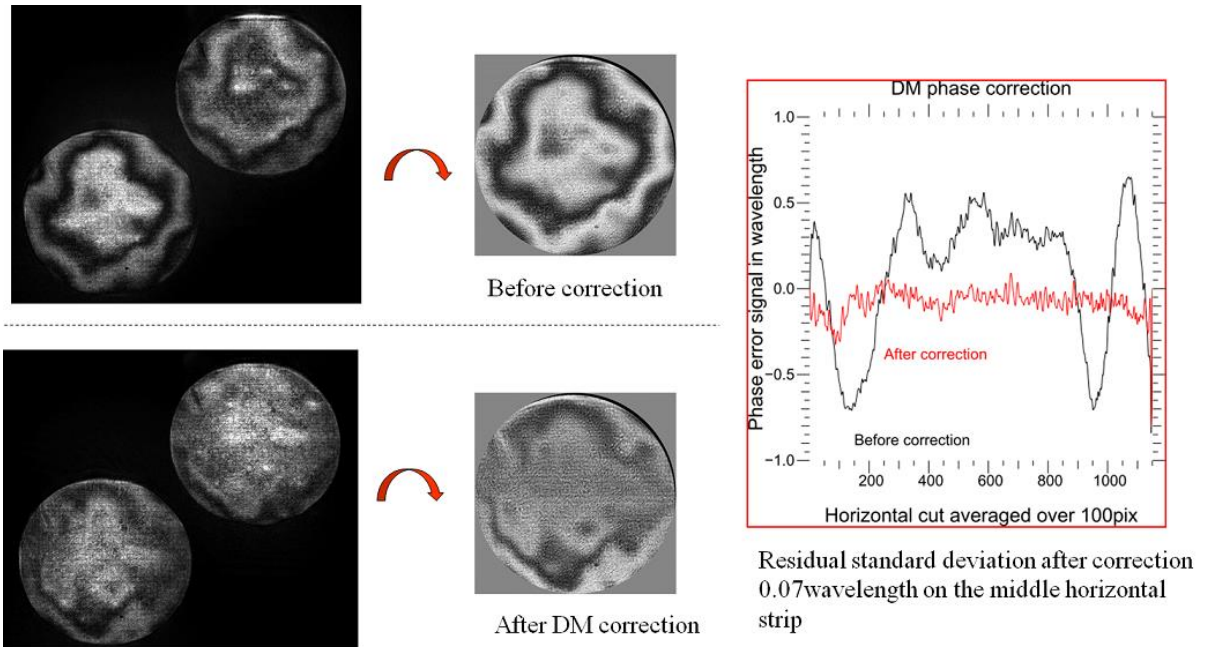 Before correction
After DM correction
DM phase correction
Phase error signal in wavelength
1.0
0.5
0.0
−0.5
−1.0
After correction
Before correction
200 400 600 800 1000
Horizontal cut averaged over 100pix
Residual standard deviation after correction
0.07wavelength on the middle horizontal
strip